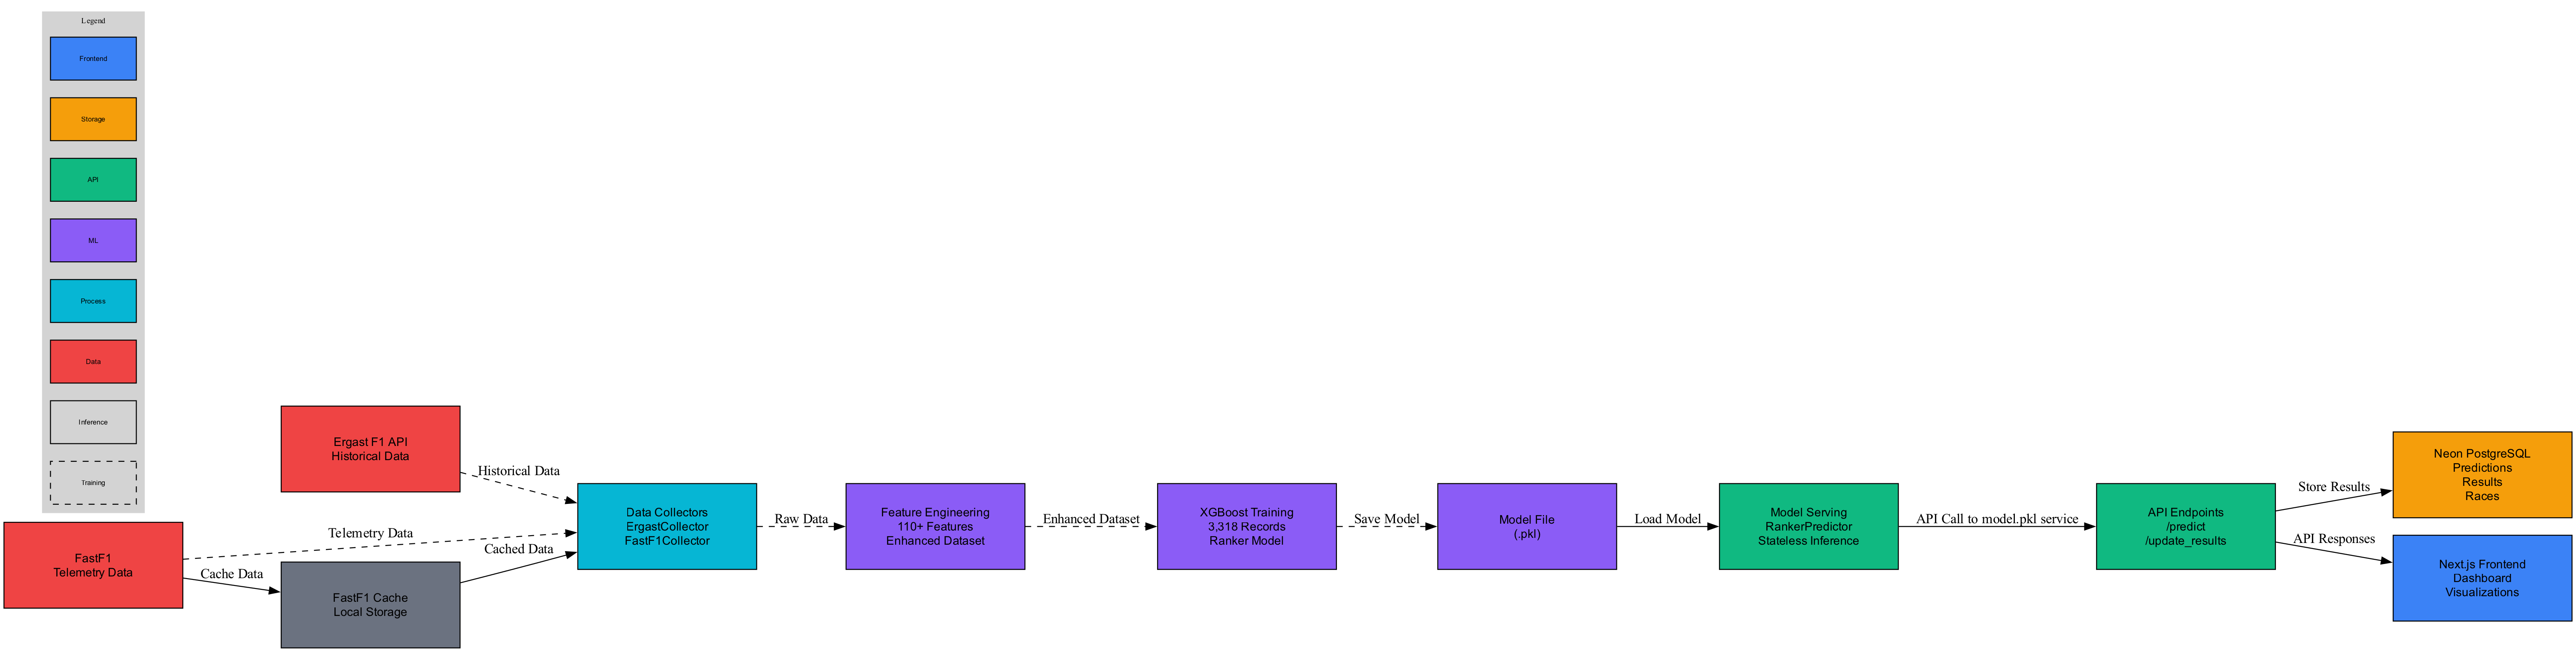 Legend
Frontend
Storage
API
ML
Process
Data
Inference
Training
FastF1
Telemetry Data
Cache Data
Telemetry Data
Ergast F1 API
Historical Data
Historical Data
FastF1 Cache
Local Storage
Cached Data
Data Collectors
ErgastCollector
FastF1Collector
Raw Data
Feature Engineering
110+ Features
Enhanced Dataset
Enhanced Dataset
XGBoost Training
3,318 Records
Ranker Model
Save Model
Model File
(.pkl)
Load Model
Model Serving
RankerPredictor
Stateless Inference
API Call to model.pkl service
API Endpoints
/predict
/update_results
Store Results
API Responses
Neon PostgreSQL
Predictions
Results
Races
Next.js Frontend
Dashboard
Visualizations